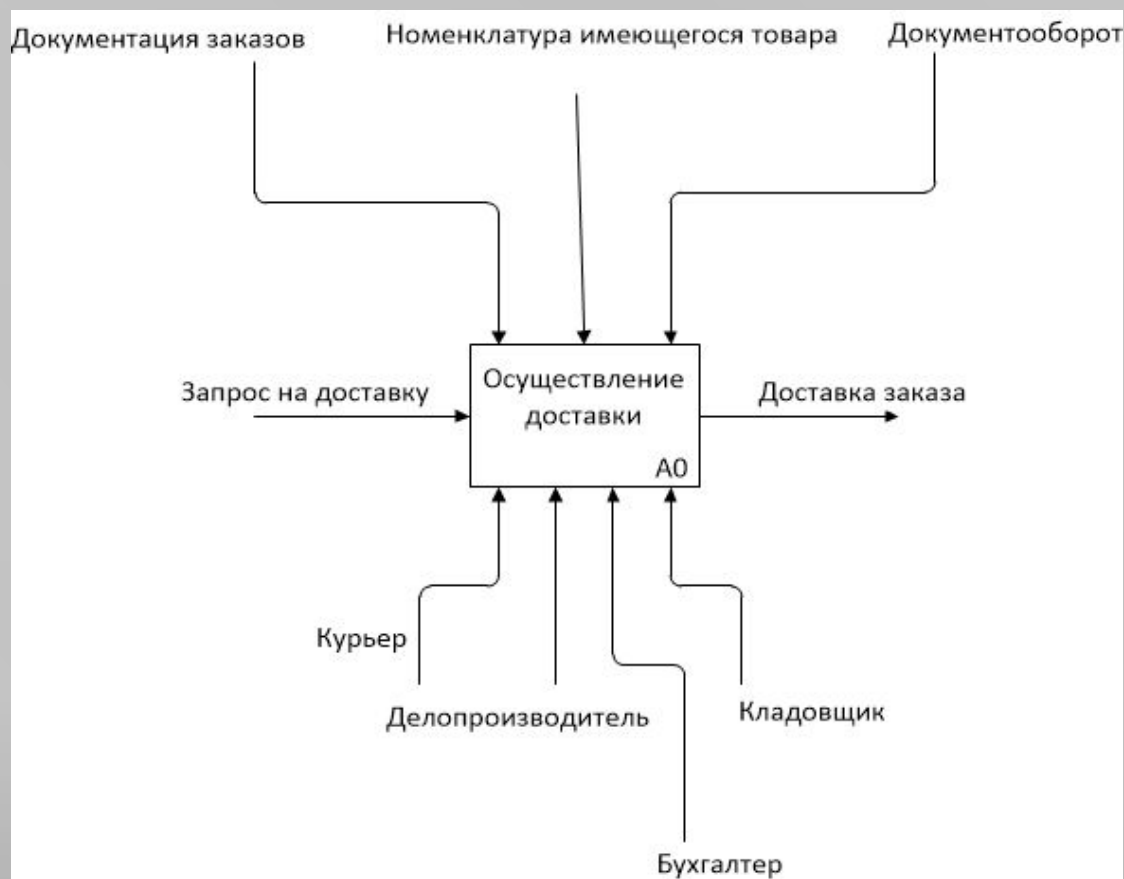 Документация заказов
Номенклатура имеющегося товара
Документооборот
Запрос на доставку
Осуществление
доставки
A0
Доставка заказа
Курьер
Делопроизводитель
Кладовщик
Бухгалтер